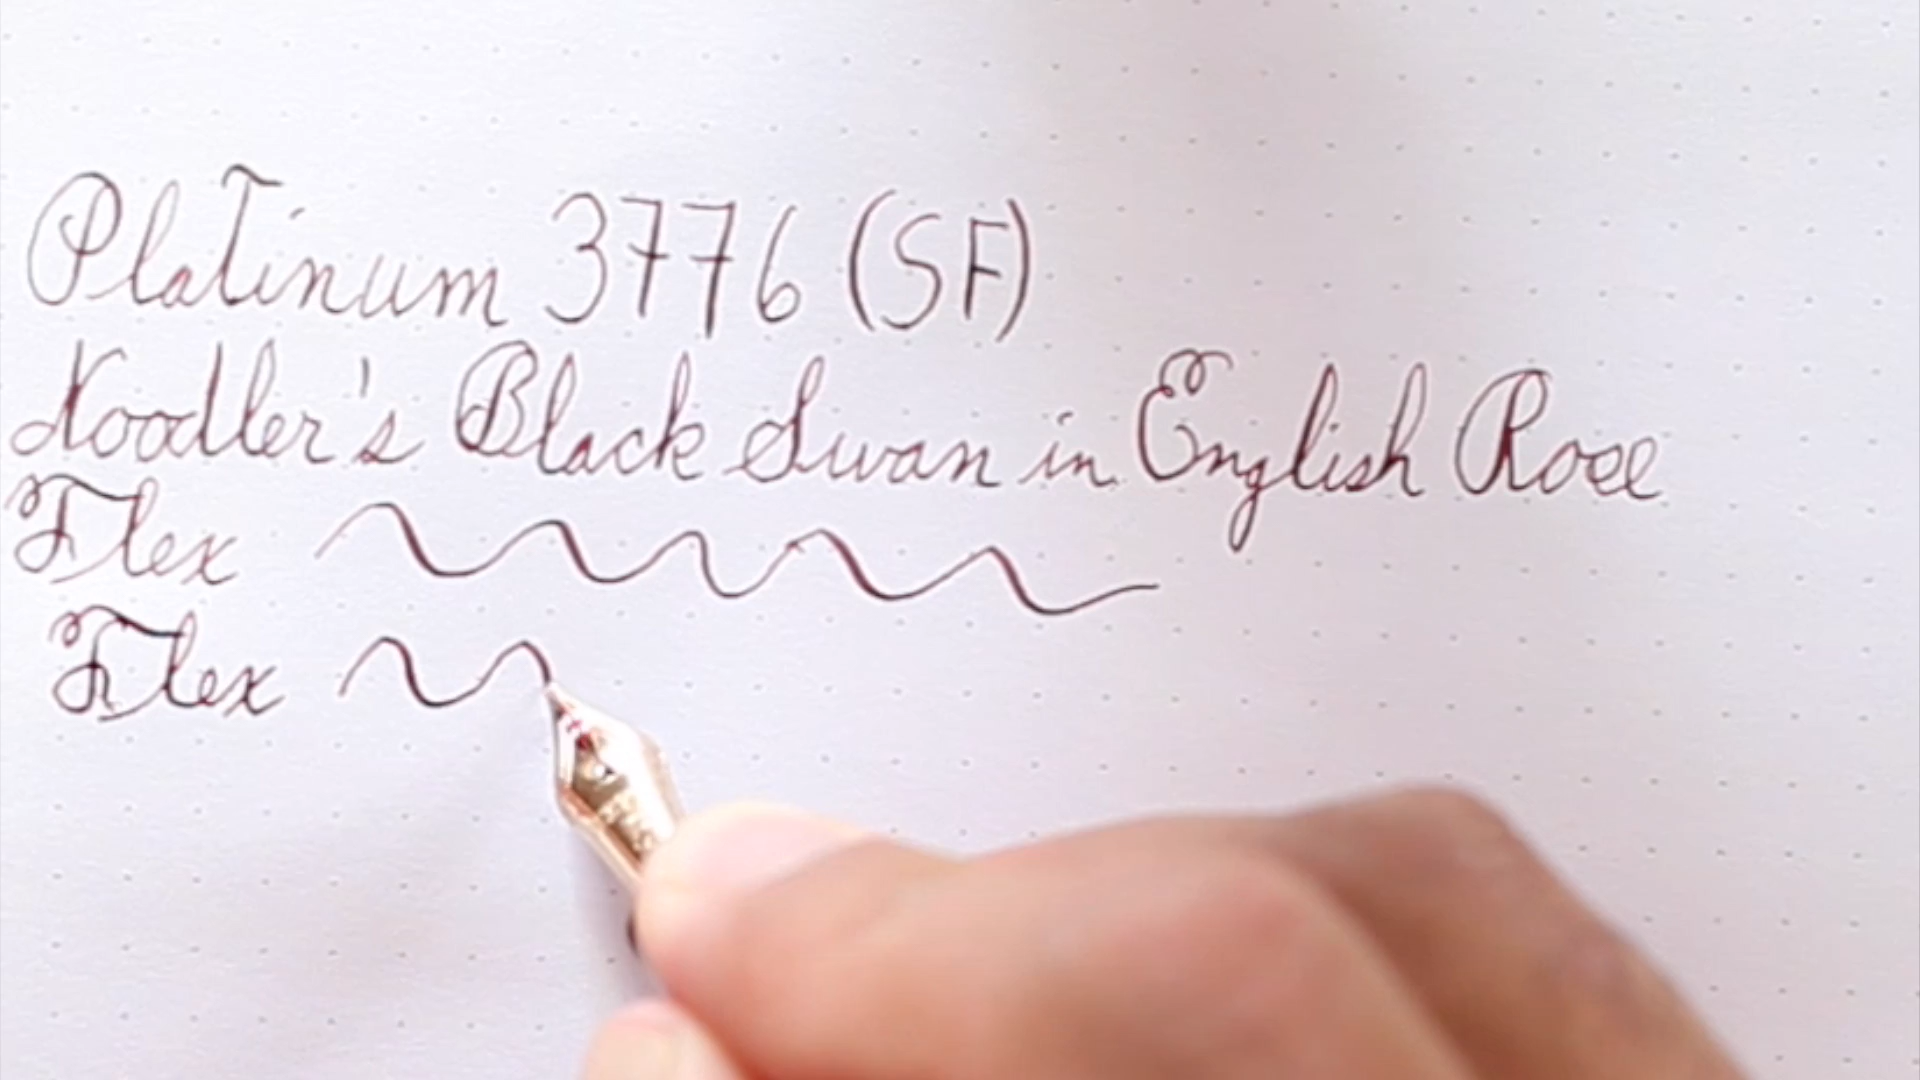 Platinum 3776 (SF)
Noodler's Black Swan in English Rose
Flex
Flex